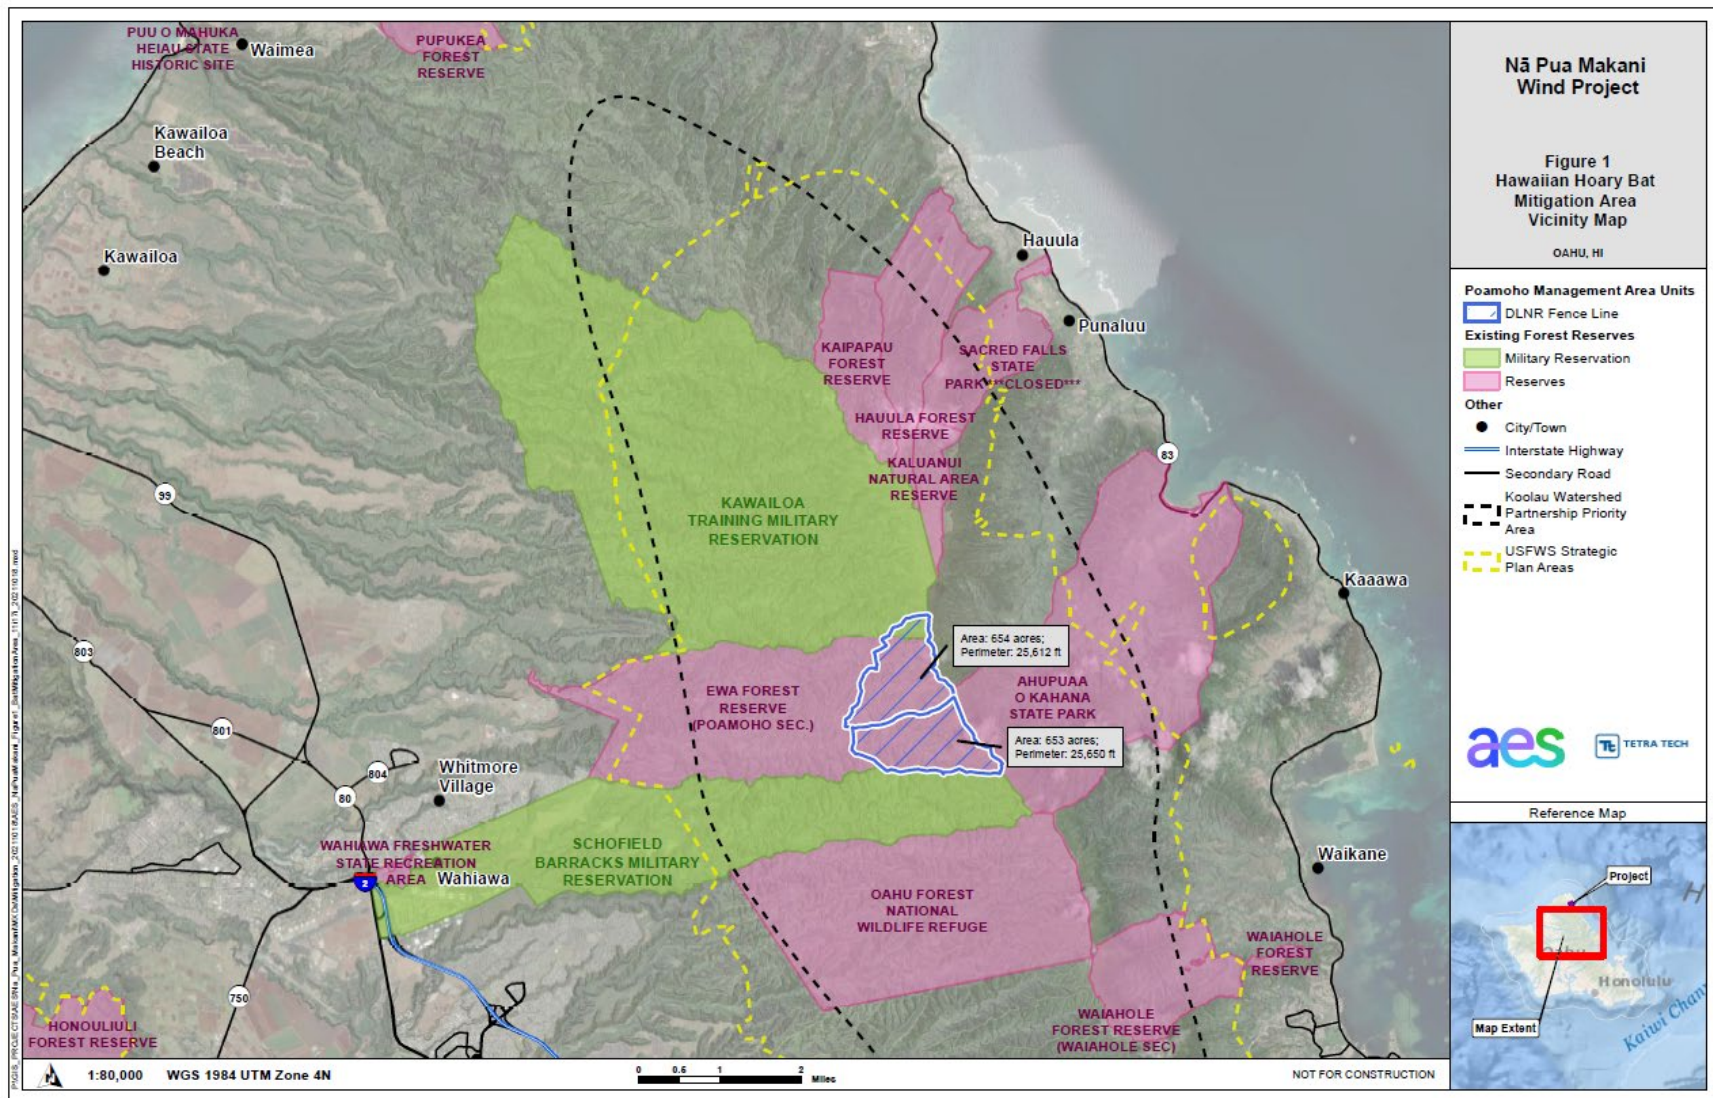 PUU O MAHUKA
HEIAU STATE
HISTORIC SITE
Waimea
PUPUKEA
FOREST
RESERVE
Kawailoa
Beach
Kawailoa
Hauula
Punaluu
KAIPAPAU
FOREST
RESERVE
SACRED FALLS
STATE
PARK ***CLOSED***
HAUULA FOREST
RESERVE
KALUANUI
NATURAL AREA
RESERVE
83
99
KAWAILOA
TRAINING MILITARY
RESERVATION
Kaaawa
803
Area: 654 acres;
Perimeter: 25,612 ft
EWA FOREST
RESERVE
(POAMOHO SEC.)
AHUPUAA
O KAHANA
STATE PARK
801
Area: 653 acres;
Perimeter: 25,650 ft
804
Whitmore
Village
80
WAHIAWA FRESHWATER
STATE RECREATION
AREA
Wahiawa
2
SCHOFIELD
BARRACKS MILITARY
RESERVATION
Waikane
OAHU FOREST
NATIONAL
WILDLIFE REFUGE
WAIAHOLE
FOREST
RESERVE
750
HONOULIULI
FOREST RESERVE
WAIAHOLE
FOREST RESERVE
(WAIAHOLE SEC)
1:80,000 WGS 1984 UTM Zone 4N
0 0.5 1 2
Miles
NOT FOR CONSTRUCTION
Nā Pua Makani
Wind Project
Figure 1
Hawaiian Hoary Bat
Mitigation Area
Vicinity Map
OAHU, HI
Poamoho Management Area Units
DLNR Fence Line
Existing Forest Reserves
Military Reservation
Reserves
Other
City/Town
Interstate Highway
Secondary Road
Koolau Watershed
Partnership Priority
Area
USFWS Strategic
Plan Areas
aes
TETRA TECH
Reference Map
Project
H
Oahu
Honolulu
Map Extent
Kaiwi Chan